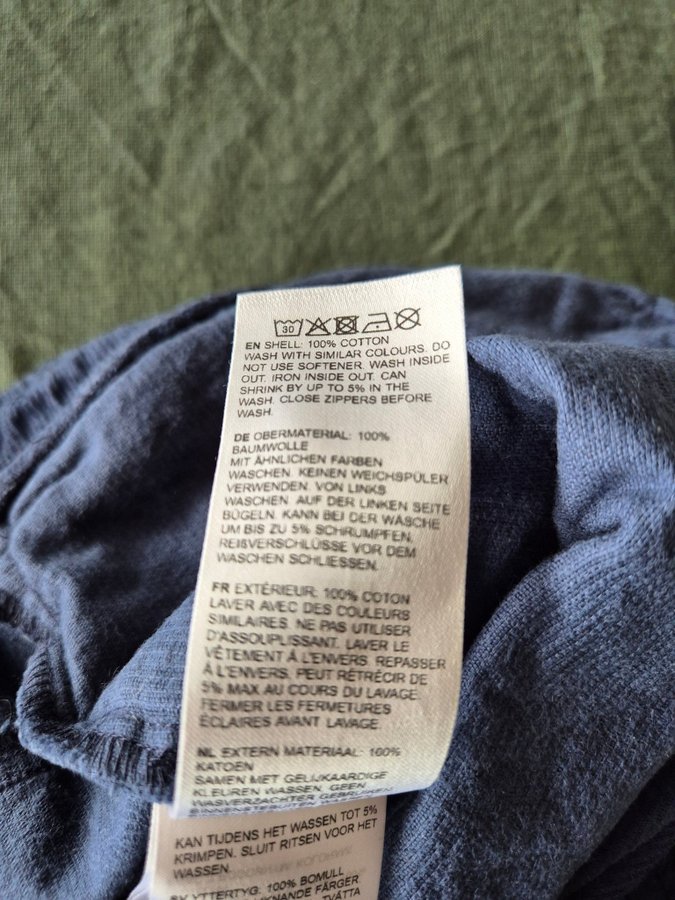 30
EN SHELL: 100% COTTON
WASH WITH SIMILAR COLOURS. DO
NOT USE SOFTENER. WASH INSIDE
OUT. IRON INSIDE OUT. CAN
SHRINK BY UP TO 5% IN THE
WASH. CLOSE ZIPPERS BEFORE
WASH.
DE OBERMATERIAL: 100%
BAUMWOLLE
MIT ÄHNLICHEN FARBEN
WASCHEN. KEINEN WEICHSPÜLER
VERWENDEN. VON LINKS
WASCHEN. AUF DER LINKEN SEITE
BÜGELN. KANN BEI DER WÄSCHE
UM BIS ZU 5% SCHRUMPFEN.
REIßVERSCHLÜSSE VOR DEM
WASCHEN SCHLIESSEN.
FR EXTÉRIEUR: 100% COTON
LAVER AVEC DES COULEURS
SIMILAIRES. NE PAS UTILISER
D'ASSOUPLISSANT. LAVER LE
VÊTEMENT À L'ENVERS. REPASSER
À L'ENVERS. PEUT RÉTRÉCIR DE
5% MAX AU COURS DU LAVAGE.
FERMER LES FERMETURES
ÉCLAIRES AVANT LAVAGE.
NL EXTERN MATERIAAL: 100%
KATOEN
SAMEN MET GELIJKAARDIGE
KLEUREN WASSEN. GEEN
WASVERZACHTER GEBRUIKEN.
KAN TIJDENS HET WASSEN TOT 5%
KRIMPEN. SLUIT RITSEN VOOR HET
WASSEN.
YTTERTYG: 100% BOMULL
LIKNANDE FÄRGER.
TVÄTTA